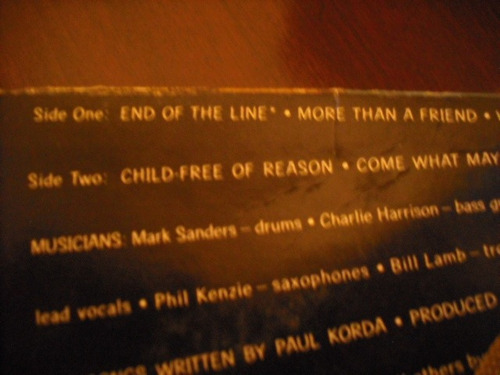 Side One: END OF THE LINE* • MORE THAN A FRIEND •
Side Two: CHILD-FREE OF REASON • COME WHAT MAY
MUSICIANS: Mark Sanders – drums • Charlie Harrison – bass
lead vocals • Phil Kenzie – saxophones • Bill Lamb –
WRITTEN BY PAUL KORDA • PRODUCED